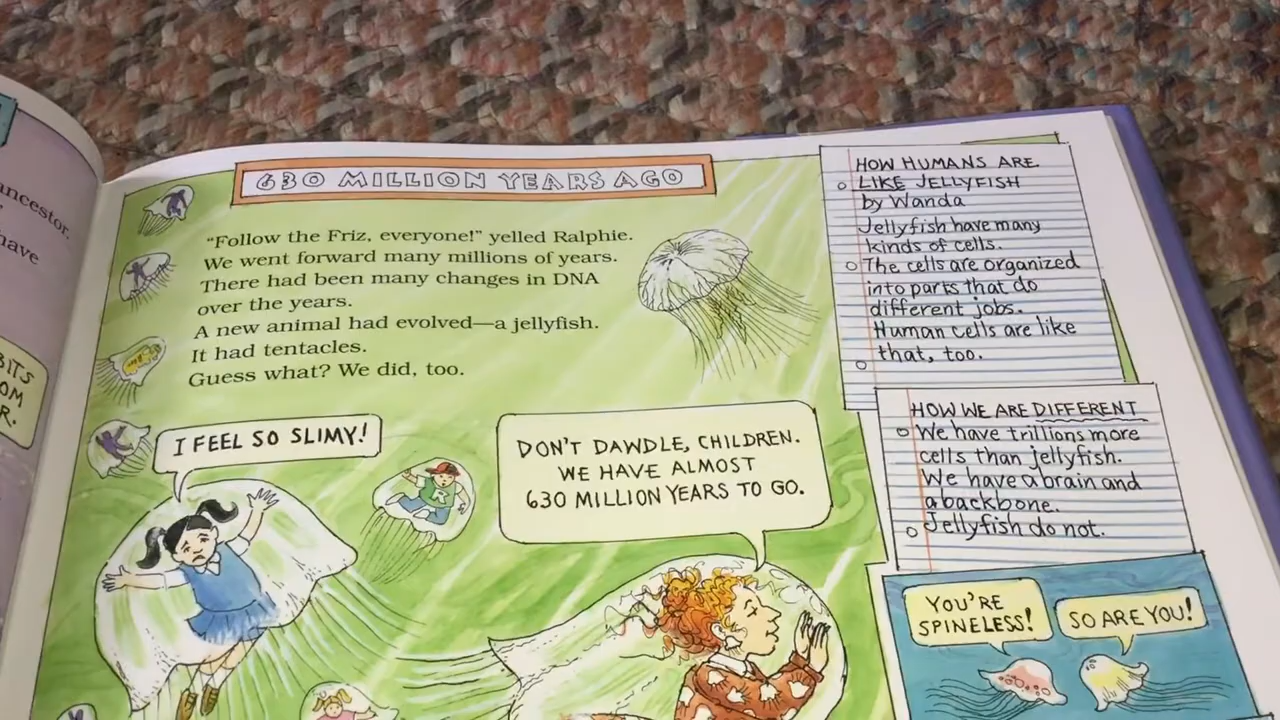 ancestor.
have
BITS
OM
R.
630 MILLION YEARS AGO
"Follow the Friz, everyone!" yelled Ralphie.
We went forward many millions of years.
There had been many changes in DNA
over the years.
A new animal had evolved—a jellyfish.
It had tentacles.
Guess what? We did, too.
I FEEL SO SLIMY!
DON'T DAWDLE, CHILDREN.
WE HAVE ALMOST
630 MILLION YEARS TO GO.
HOW HUMANS ARE
LIKE JELLYFISH
by Wanda
Jellyfish have many
kinds of cells.
The cells are organized
into parts that do
different jobs.
Human cells are like
that, too.
HOW WE ARE DIFFERENT
We have trillions more
cells than jellyfish.
We have a brain and
a backbone.
Jellyfish do not.
YOU'RE
SPINELESS!
SO ARE YOU!